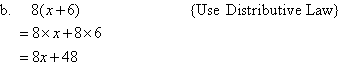 b. 8(x+6) {Use Distributive Law}
=8×x+8×6
=8x+48